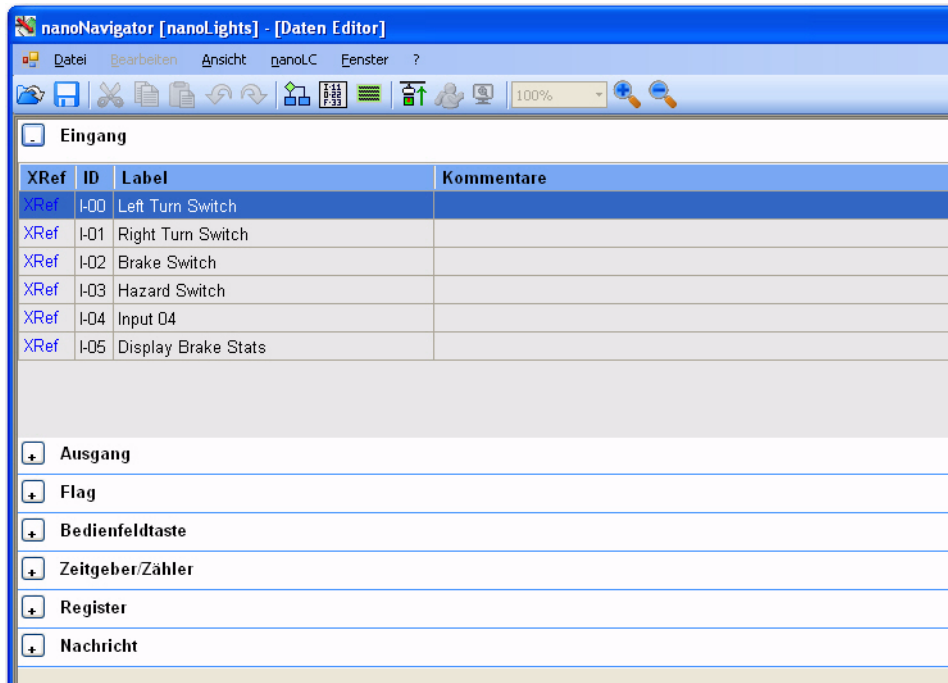 nanoNavigator [nanoLights] - [Daten Editor]
Datei Bearbeiten Ansicht nanoLC Fenster ?
100%
Eingang
XRef ID Label Kommentare
XRef I-00 Left Turn Switch
XRef I-01 Right Turn Switch
XRef I-02 Brake Switch
XRef I-03 Hazard Switch
XRef I-04 Input 04
XRef I-05 Display Brake Stats
Ausgang
Flag
Bedienfeldtaste
Zeitgeber/Zähler
Register
Nachricht